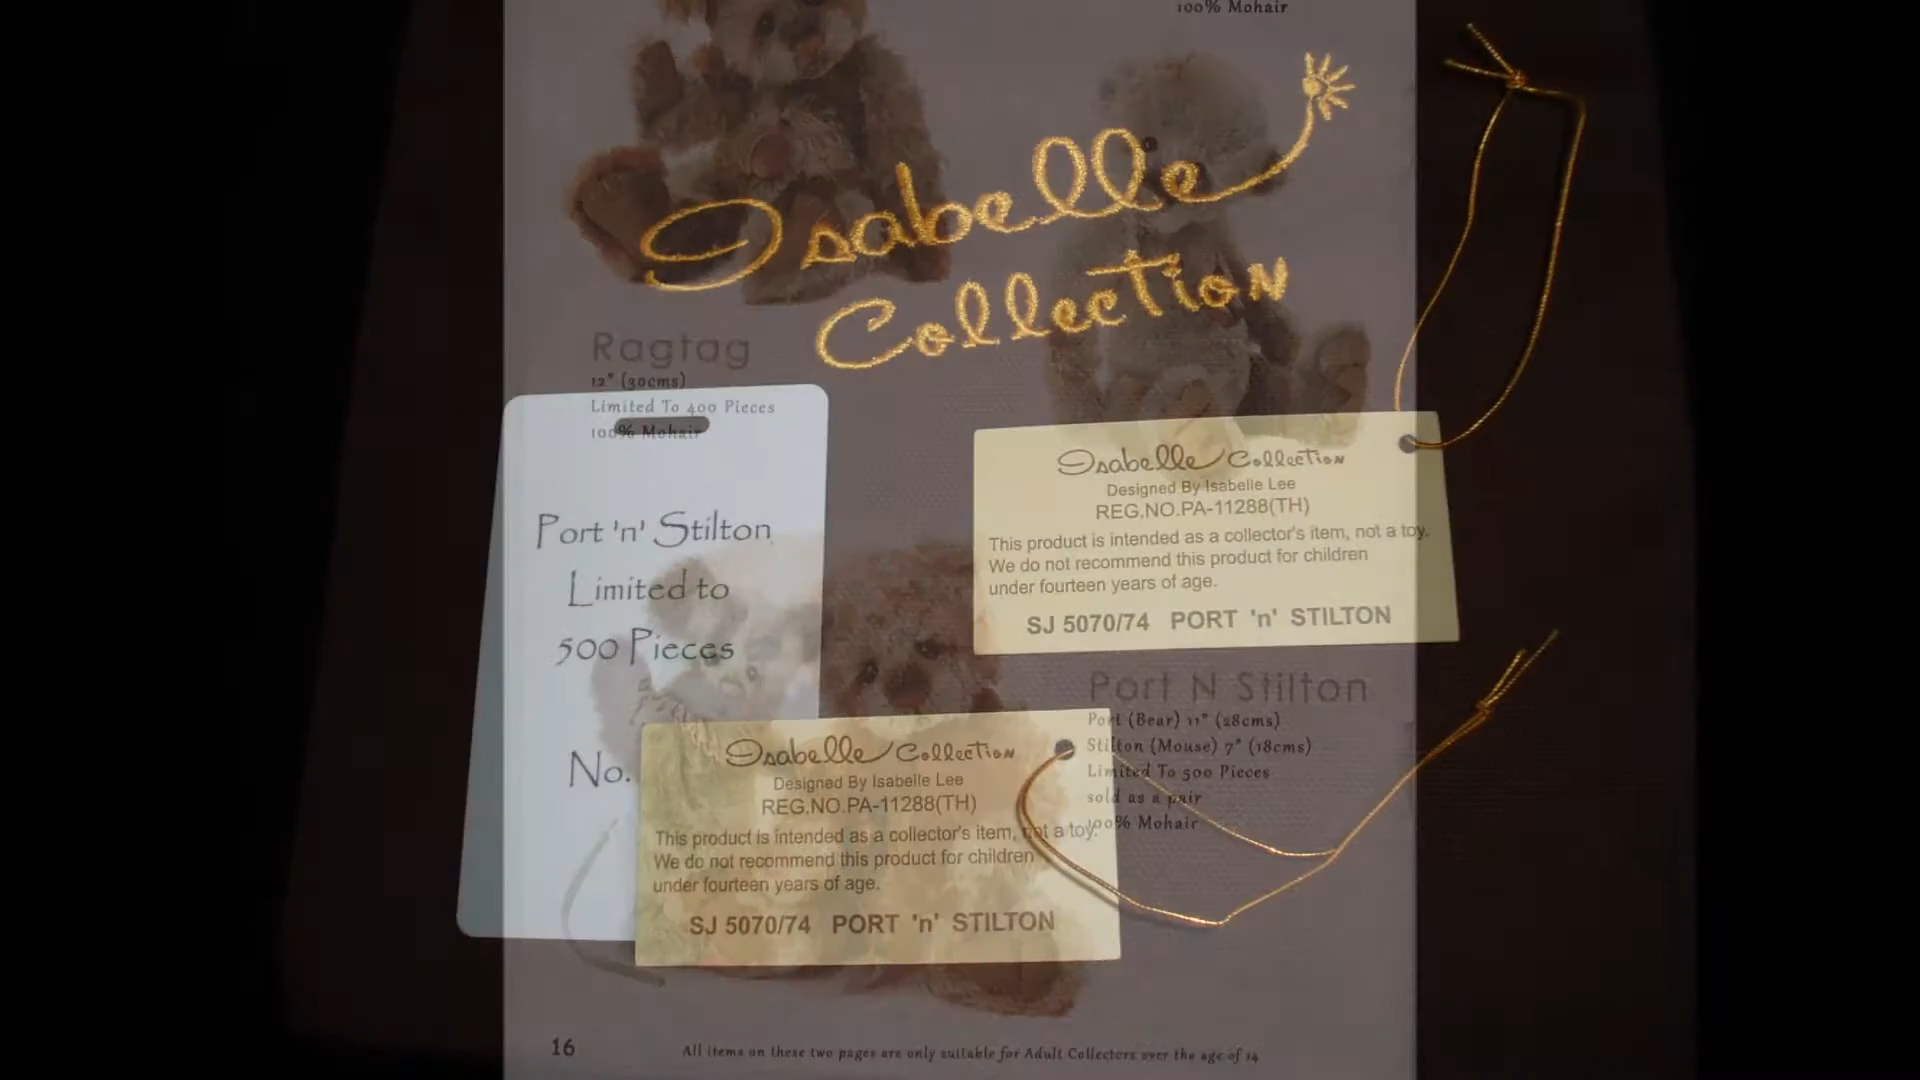 100% Mohair
Isabelle
Collection
Ragtag
12" (30cms)
Limited To 400 Pieces
100% Mohair
Port 'n' Stilton
Limited to
500 Pieces
No.
Isabelle Collection
Designed By Isabelle Lee
REG.NO.PA-11288(TH)
This product is intended as a collector's item, not a toy.
We do not recommend this product for children
under fourteen years of age.
SJ 5070/74 PORT 'n' STILTON
Port N Stilton
Port (Bear) 11" (28cms)
Stilton (Mouse) 7" (18cms)
Limited To 500 Pieces
sold as a pair
100% Mohair
Isabelle Collection
Designed By Isabelle Lee
REG.NO.PA-11288(TH)
This product is intended as a collector's item, not a toy.
We do not recommend this product for children
under fourteen years of age.
SJ 5070/74 PORT 'n' STILTON
16
All items on these two pages are only suitable for Adult Collectors over the age of 14